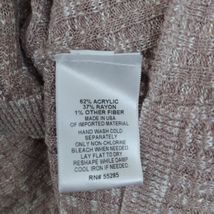 62% ACRYLIC
37% RAYON
1% OTHER FIBER
MADE IN USA
OF IMPORTED MATERIAL
HAND WASH COLD
SEPARATELY
ONLY NON CHLORINE
BLEACH WHEN NEEDED.
LAY FLAT TO DRY
RESHAPE WHILE DAMP
COOL IRON IF NEEDED.
RN# 55285